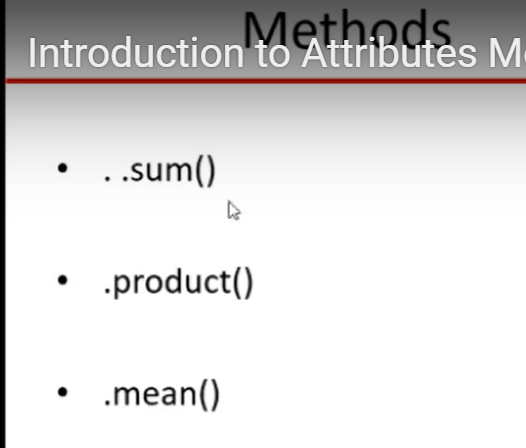 Methods
Introduction to Attributes M
• . .sum()
• .product()
• .mean()